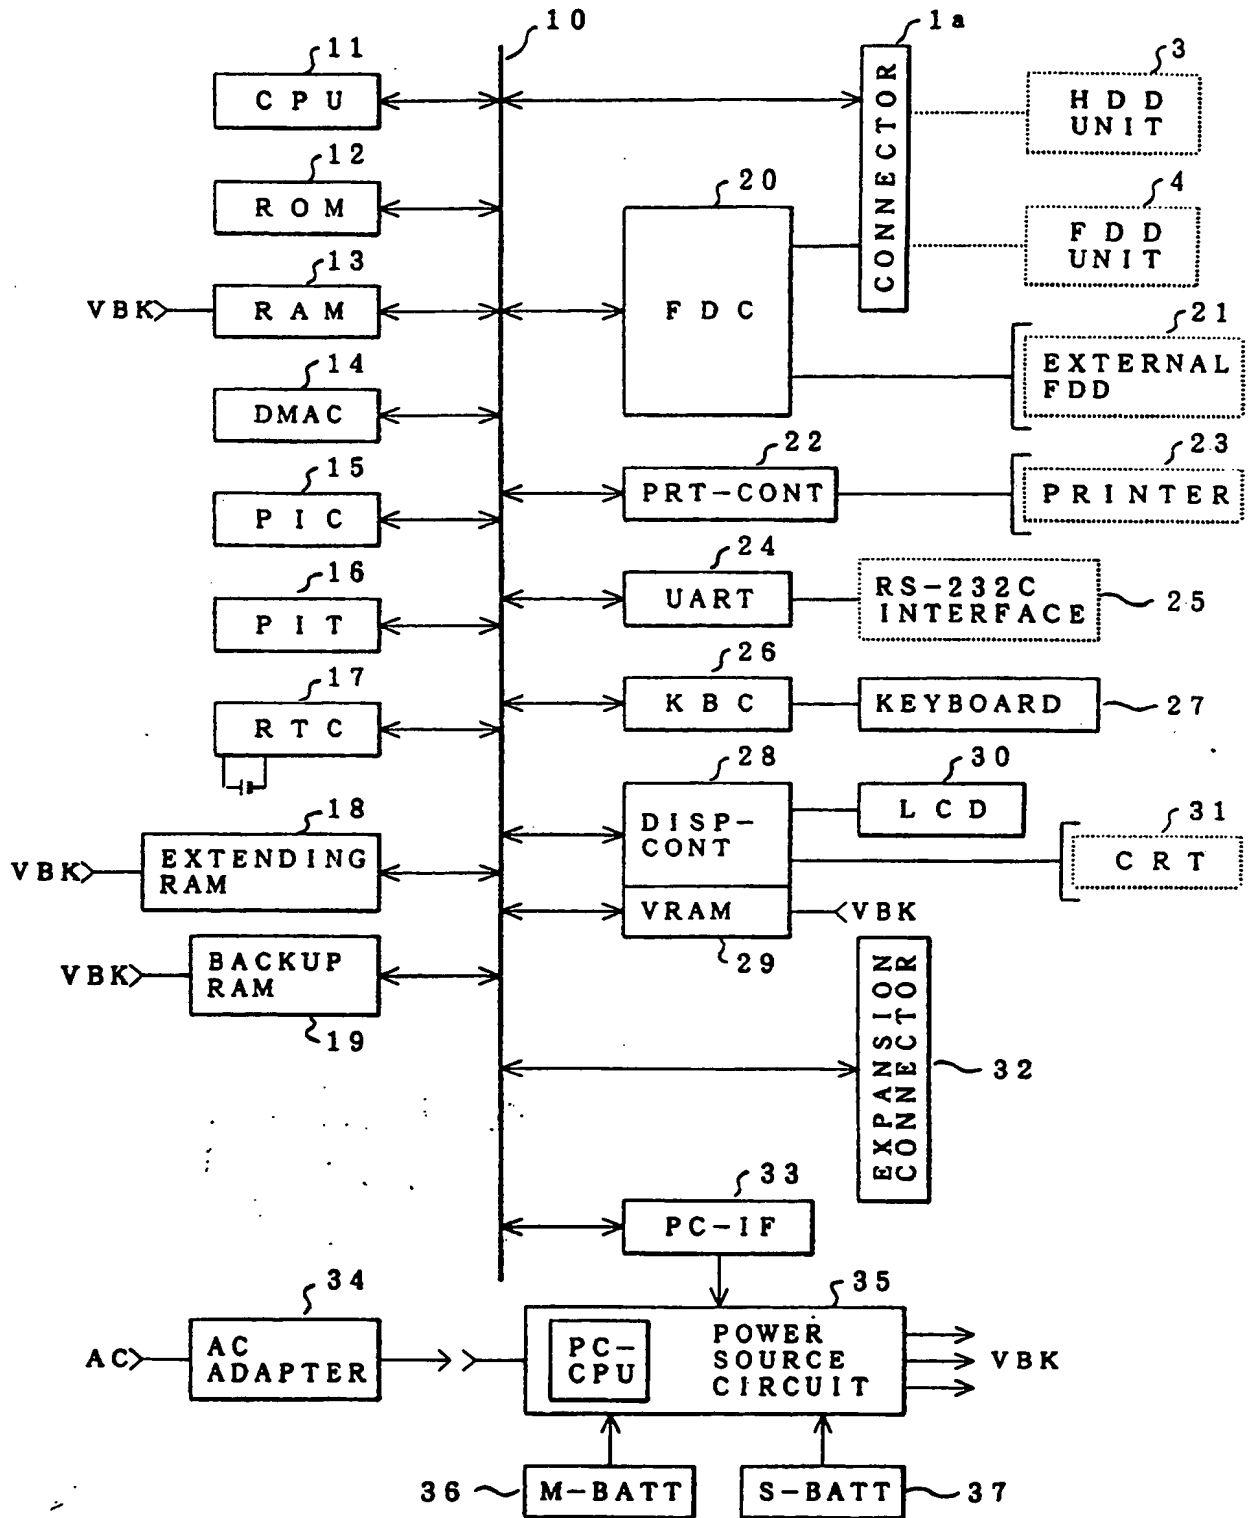 10
1a
11
CPU
3
HDD
UNIT
12
ROM
20
4
FDD
UNIT
CONNECTOR
13
VBK
RAM
FDC
21
EXTERNAL
FDD
14
DMAC
22
23
PRT-CONT
PRINTER
15
PIC
24
UART
RS-232C
INTERFACE
25
16
PIT
26
KBC
KEYBOARD
27
17
RTC
28
30
DISP-
CONT
LCD
31
CRT
18
VBK
EXTENDING
RAM
VRAM
VBK
29
VBK
BACKUP
RAM
19
EXPANSION
CONNECTOR
32
33
PC-IF
34
35
AC
AC
ADAPTER
PC-
CPU
POWER
SOURCE
CIRCUIT
VBK
36
M-BATT
S-BATT
37